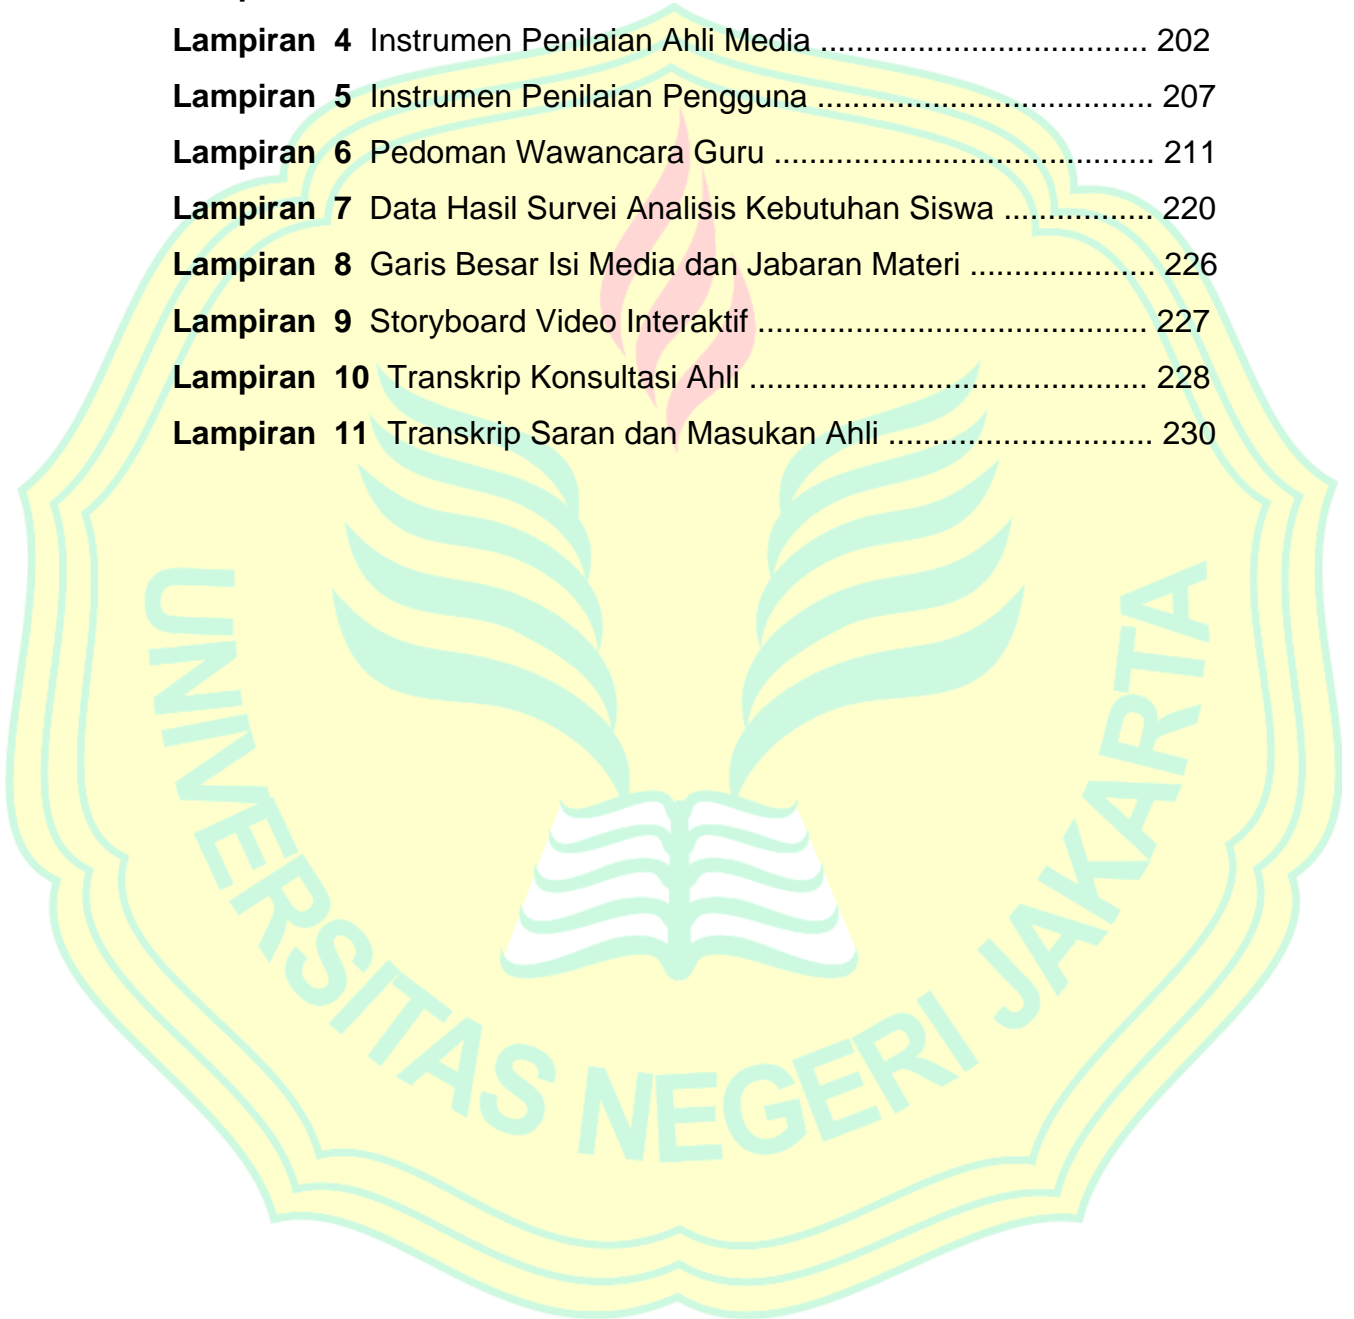 Lampiran 4 Instrumen Penilaian Ahli Media ..................................... 202
Lampiran 5 Instrumen Penilaian Pengguna ...................................... 207
Lampiran 6 Pedoman Wawancara Guru ........................................... 211
Lampiran 7 Data Hasil Survei Analisis Kebutuhan Siswa ................. 220
Lampiran 8 Garis Besar Isi Media dan Jabaran Materi ..................... 226
Lampiran 9 Storyboard Video Interaktif ............................................ 227
Lampiran 10 Transkrip Konsultasi Ahli ............................................. 228
Lampiran 11 Transkrip Saran dan Masukan Ahli .............................. 230
UNIVERSITAS NEGERI JAKARTA